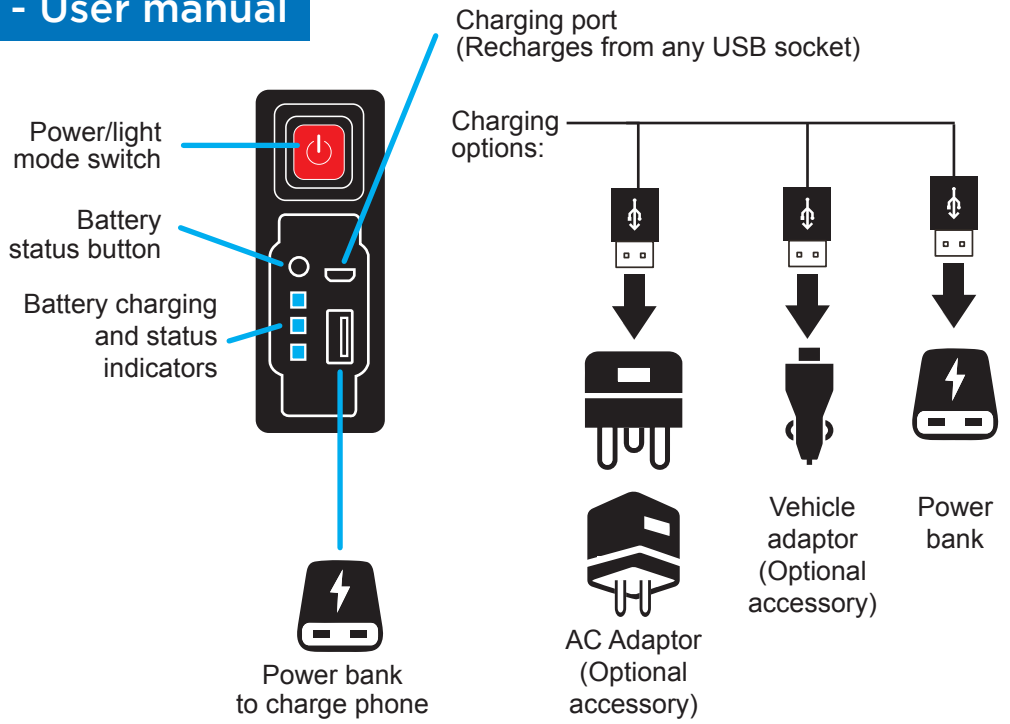 - User manual
Charging port
(Recharges from any USB socket)
Power/light
mode switch
Battery
status button
Battery charging
and status
indicators
Power bank
to charge phone
Charging
options:
AC Adaptor
(Optional
accessory)
Vehicle
adaptor
(Optional
accessory)
Power
bank